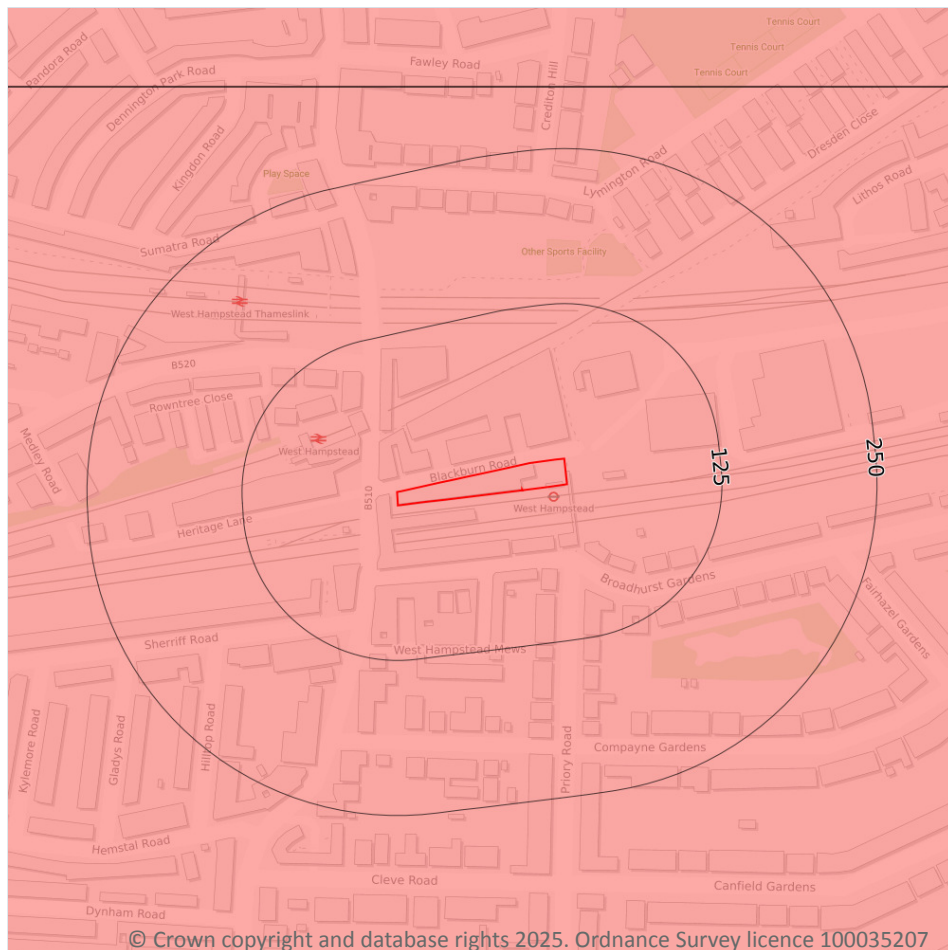 Tennis Court
Pandora Road
Fawley Road
Tennis Court
Dennington Park Road
Tennis Court
Crediton Hill
Dresden Close
Kingdon Road
Play Space
Lymington Road
Lithos Road
Sumatra Road
Other Sports Facility
West Hampstead Thameslink
B520
Rowntree Close
Medley Road
West Hampstead
Blackburn Road
250
125
B510
West Hampstead
Heritage Lane
Broadhurst Gardens
Fairhazel Gardens
Sherriff Road
West Hampstead Mews
Kylemore Road
Gladys Road
Hilltop Road
Priory Road
Compayne Gardens
Hemstal Road
Cleve Road
Canfield Gardens
Dynham Road
© Crown copyright and database rights 2025. Ordnance Survey licence 100035207